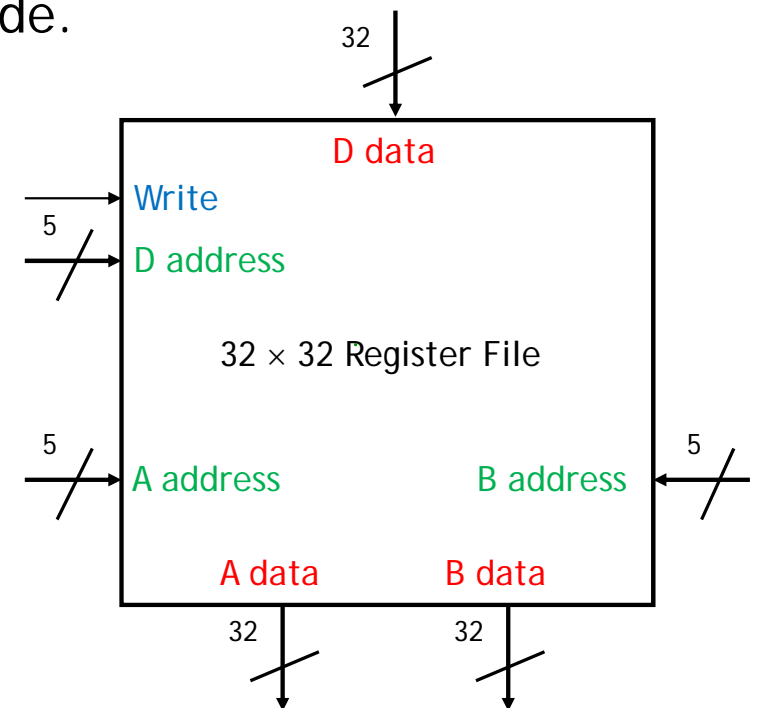 de.
32
D data
Write
5
D address
32 × 32 Register File
5
5
A address
B address
A data
B data
32
32